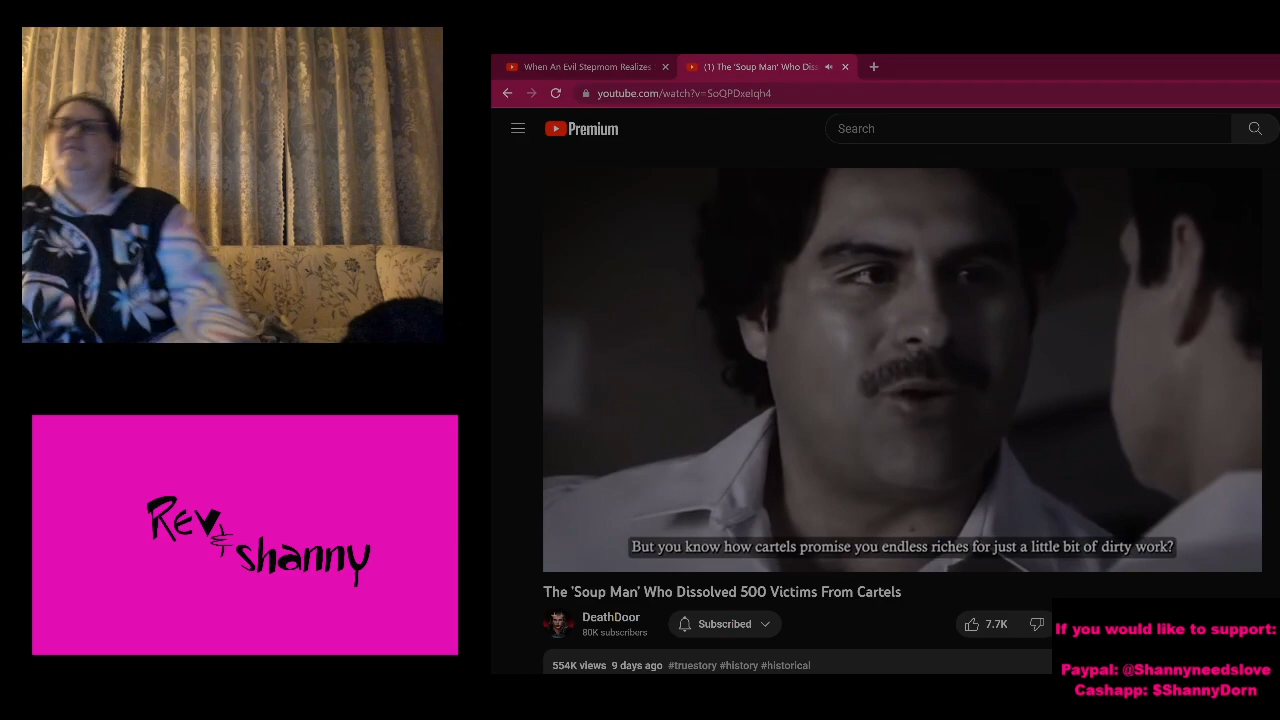 When An Evil Stepmom Realizes
(1) The 'Soup Man' Who Diss
youtube.com/watch?v=SoQPDxeIqh4
Premium
Search
But you know how cartels promise you endless riches for just a little bit of dirty work?
The 'Soup Man' Who Dissolved 500 Victims From Cartels
DeathDoor
80K subscribers
Subscribed
7.7K
554K views 9 days ago #truestory #history #historical
Rev
&
shanny
If you would like to support:
Paypal: @Shannyneedslove
Cashapp: $ShannyDorn